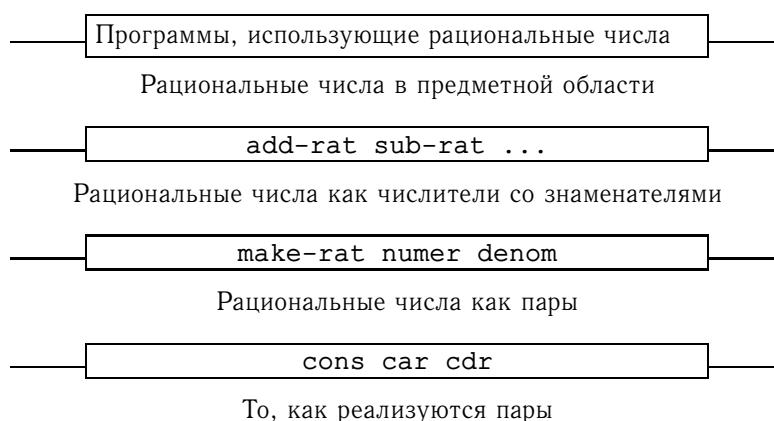 Программы, использующие рациональные числа
Рациональные числа в предметной области
add-rat sub-rat ...
Рациональные числа как числители со знаменателями
make-rat numer denom
Рациональные числа как пары
cons car cdr
То, как реализуются пары